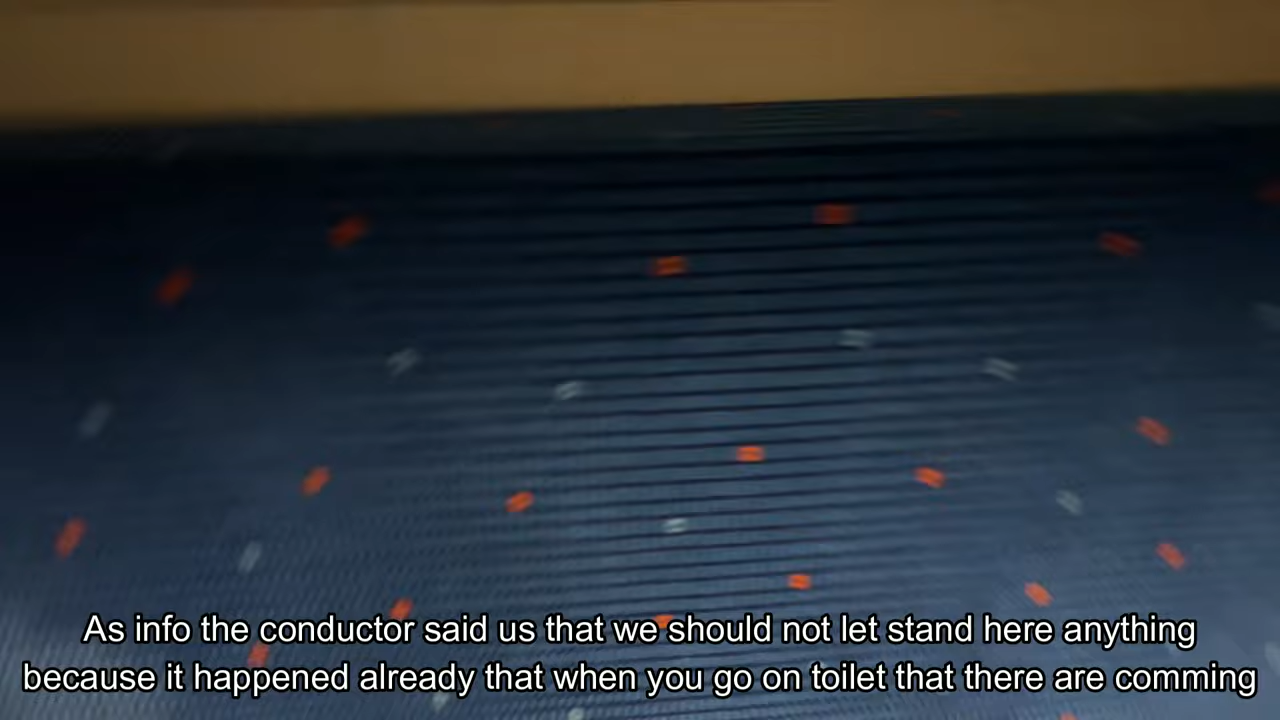 As info the conductor said us that we should not let stand here anything
because it happened already that when you go on toilet that there are comming